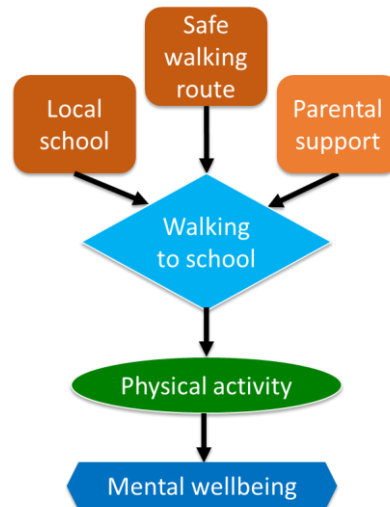 Safe
walking
route
Local
school
Parental
support
Walking
to school
Physical activity
Mental wellbeing